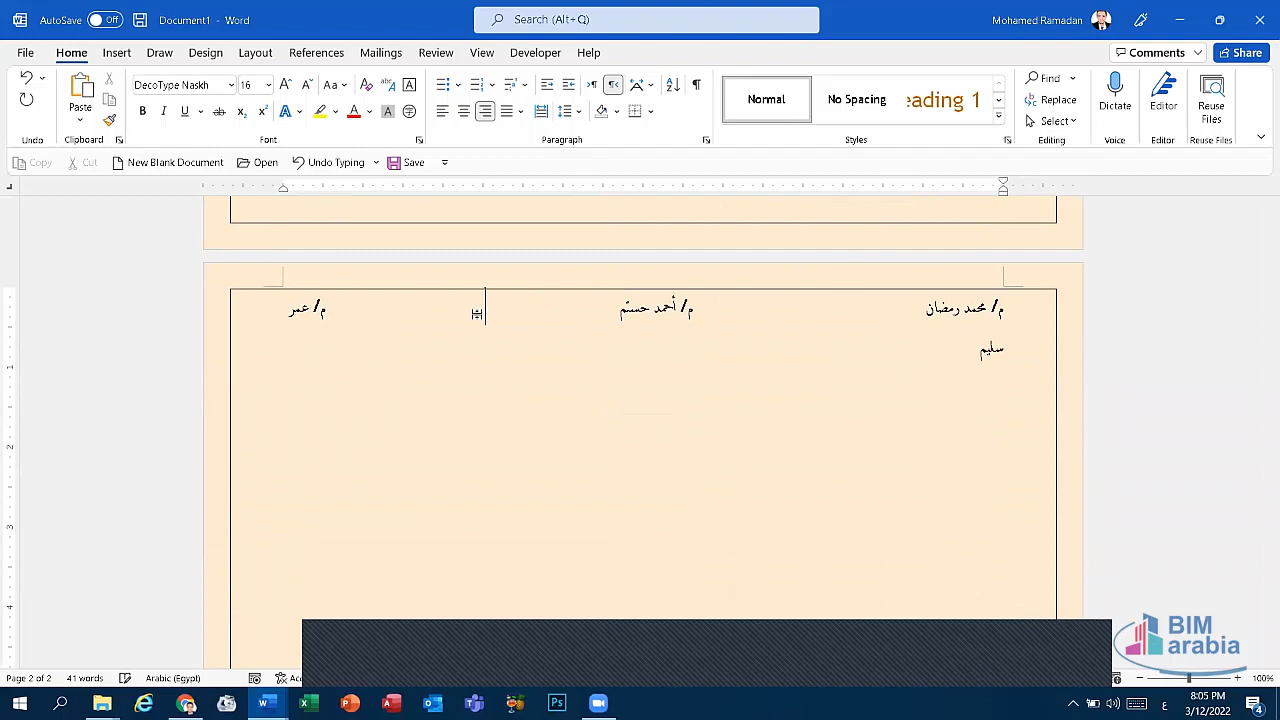 AutoSave Off Document1 - Word Search (Alt+Q) Mohamed Ramadan
File Home Insert Draw Design Layout References Mailings Review View Developer Help Comments Share
DecoType Naskh 16 Normal No Spacing eading 1 Find
Paste Replace Dictate Editor Reuse Files
Select
Undo Clipboard Font Paragraph Styles Editing Voice Editor Reuse Files
Copy Cut New Blank Document Open Undo Typing Save
م/ محمد رمضان م/ أحمد حستم م/ عمر
سليم
BIM
arabia
Page 2 of 2 41 words Arabic (Egypt) 100%
8:05 PM
3/12/2022